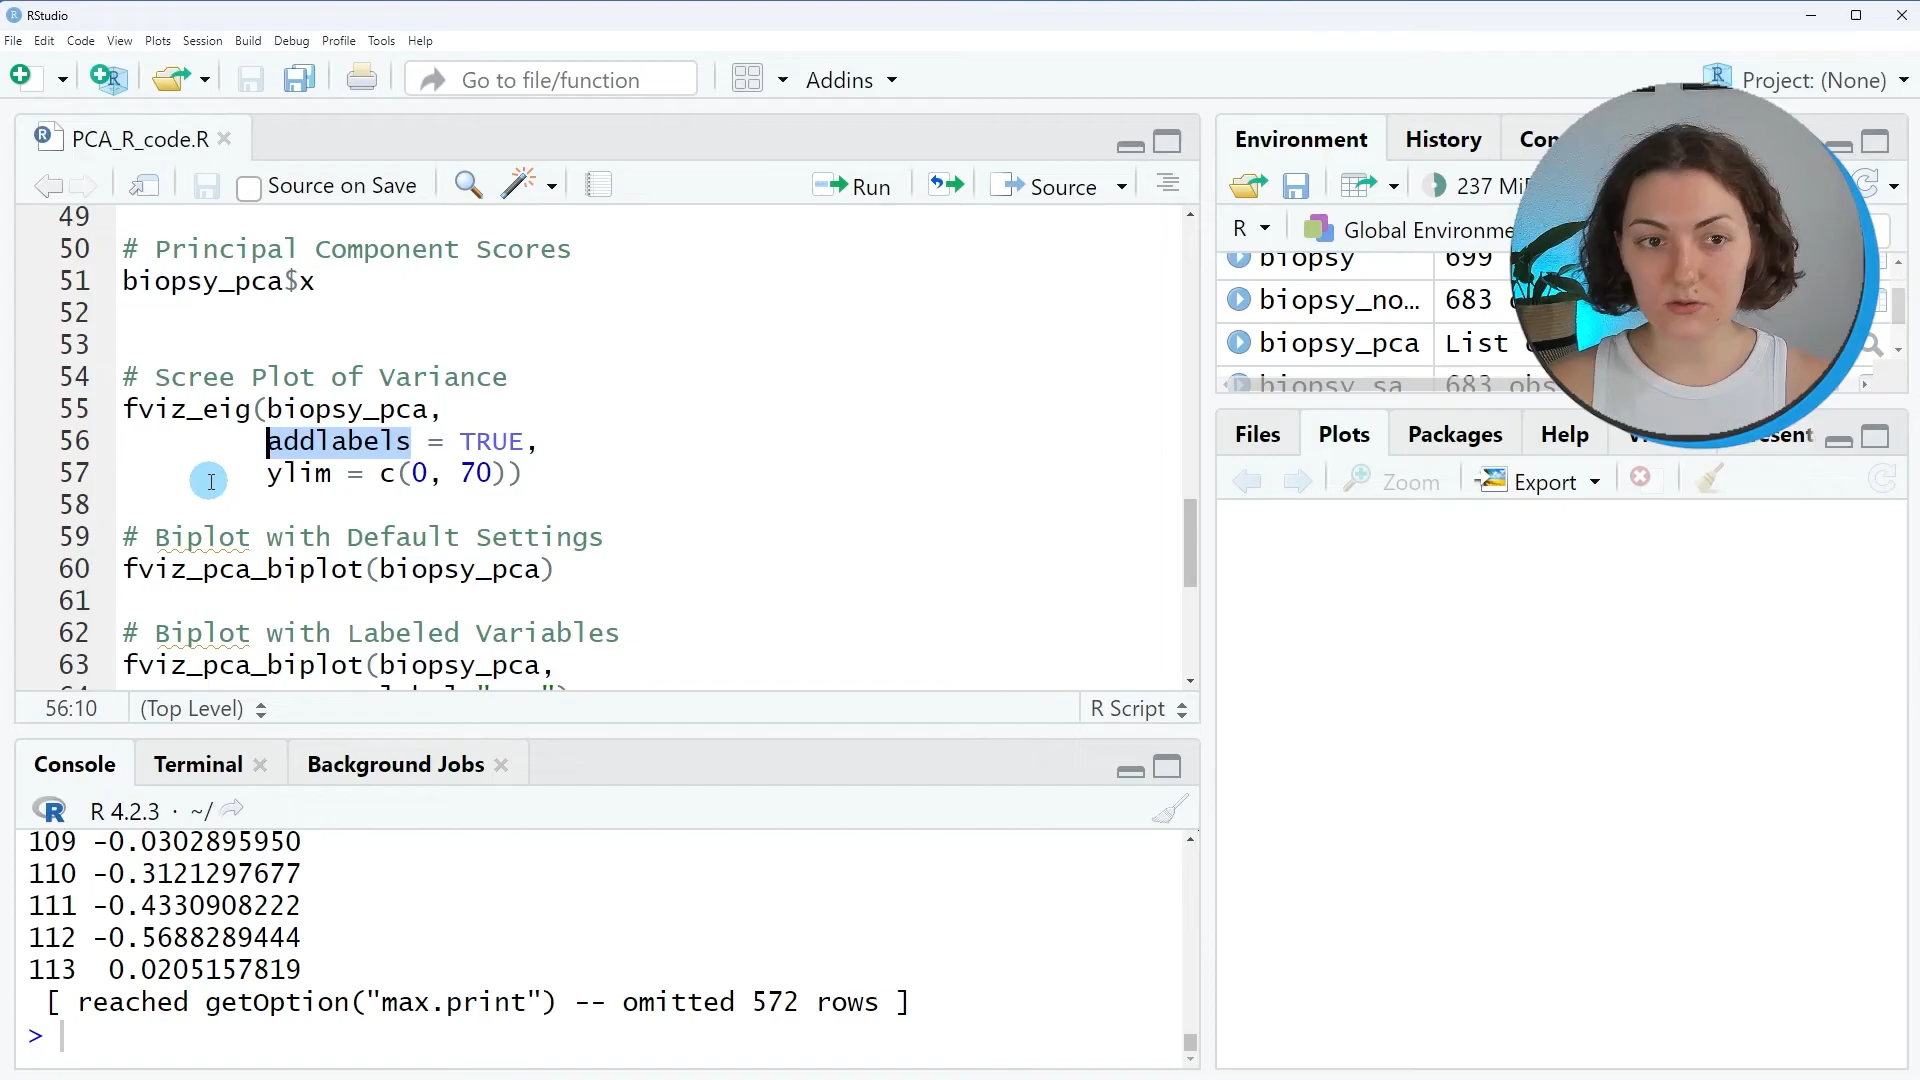 RStudio
File Edit Code View Plots Session Build Debug Profile Tools Help
Go to file/function
Addins
Project: (None)
PCA_R_code.R
Source on Save
Run
Source
49
50 # Principal Component Scores
51 biopsy_pca$x
52
53
54 # Scree Plot of Variance
55 fviz_eig(biopsy_pca,
56 addlabels = TRUE,
57 ylim = c(0, 70))
58
59 # Biplot with Default Settings
60 fviz_pca_biplot(biopsy_pca)
61
62 # Biplot with Labeled Variables
63 fviz_pca_biplot(biopsy_pca,
56:10 (Top Level) R Script
Console Terminal Background Jobs
R 4.2.3 · ~/
109 -0.0302895950
110 -0.3121297677
111 -0.4330908222
112 -0.5688289444
113 0.0205157819
[ reached getOption("max.print") -- omitted 572 rows ]
>
Environment History Con
237 Mi
R Global Environme
biopsy 699
biopsy_no... 683 o
biopsy_pca List
biopsy_sa 683 obs
Files Plots Packages Help
Zoom Export